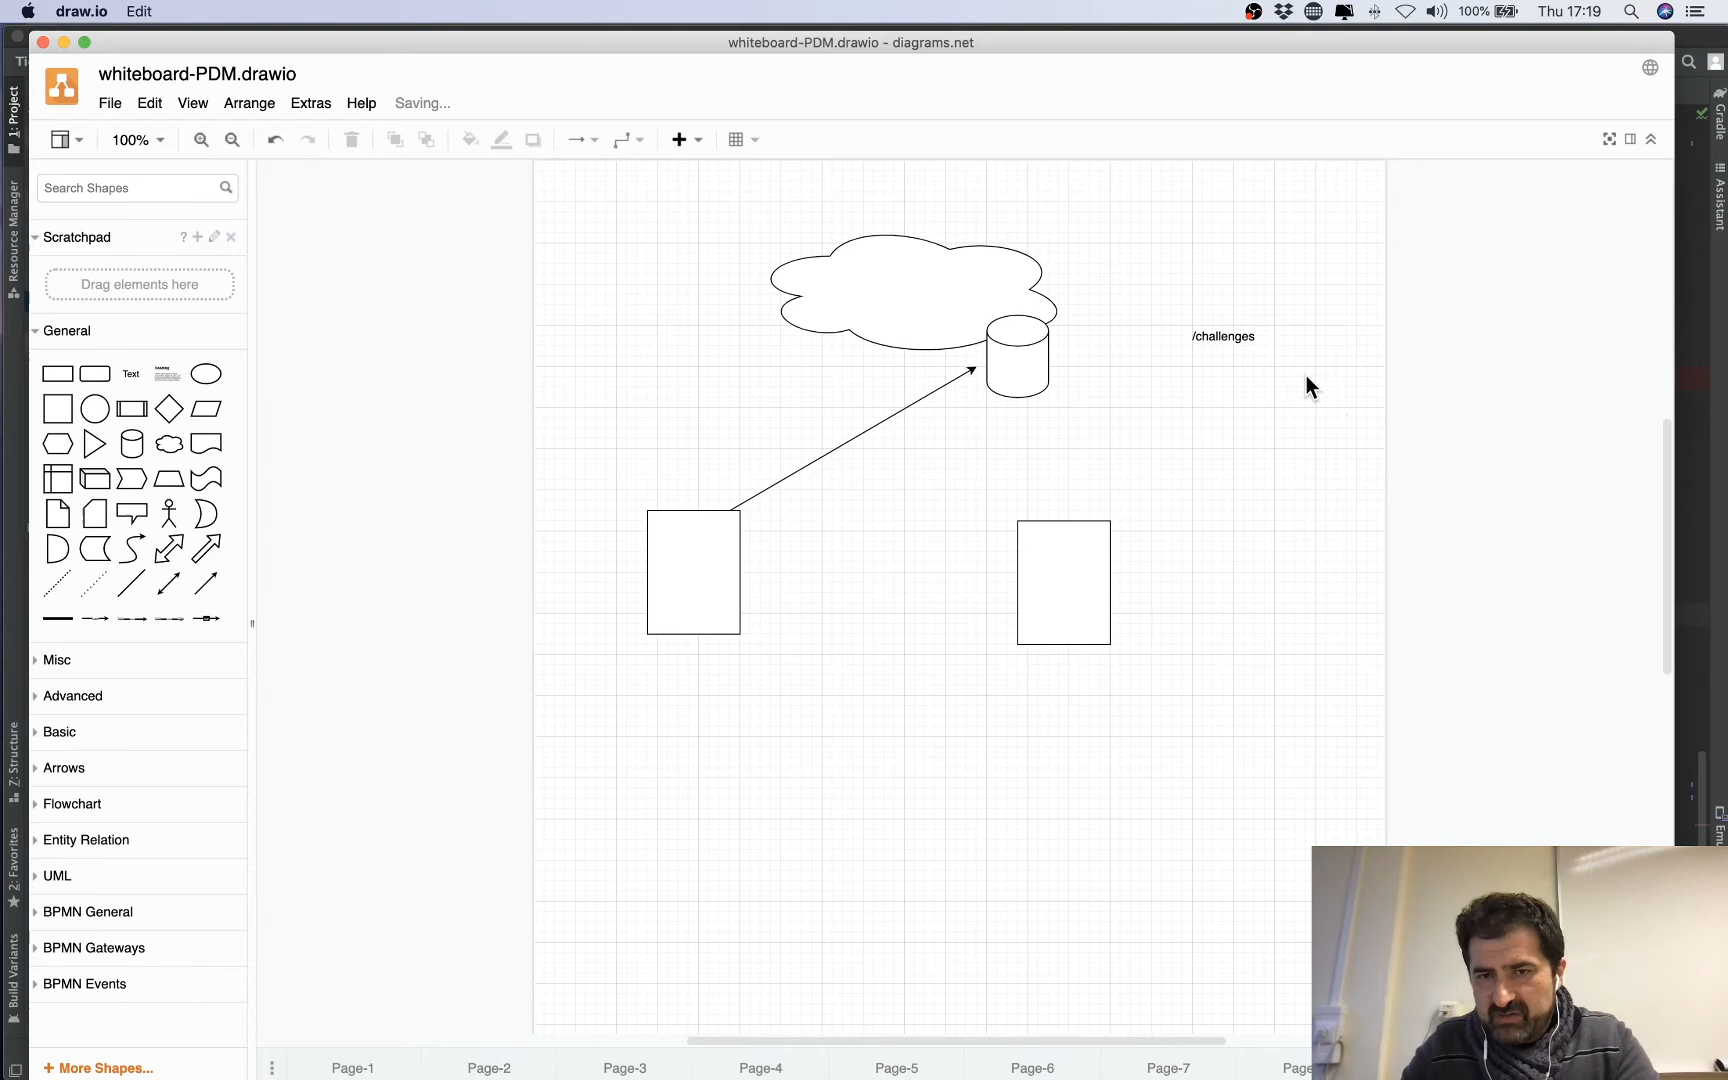 draw.io Edit
100% Thu 17:19
whiteboard-PDM.drawio - diagrams.net
whiteboard-PDM.drawio
File Edit View Arrange Extras Help Saving...
100%
Search Shapes
Scratchpad ?
Drag elements here
General
Text
Misc
Advanced
Basic
Arrows
Flowchart
Entity Relation
UML
BPMN General
BPMN Gateways
BPMN Events
+ More Shapes...
/challenges
Page-1 Page-2 Page-3 Page-4 Page-5 Page-6 Page-7
1: Project
Resource Manager
Z: Structure
2: Favorites
Build Variants
Gradle
Assistant